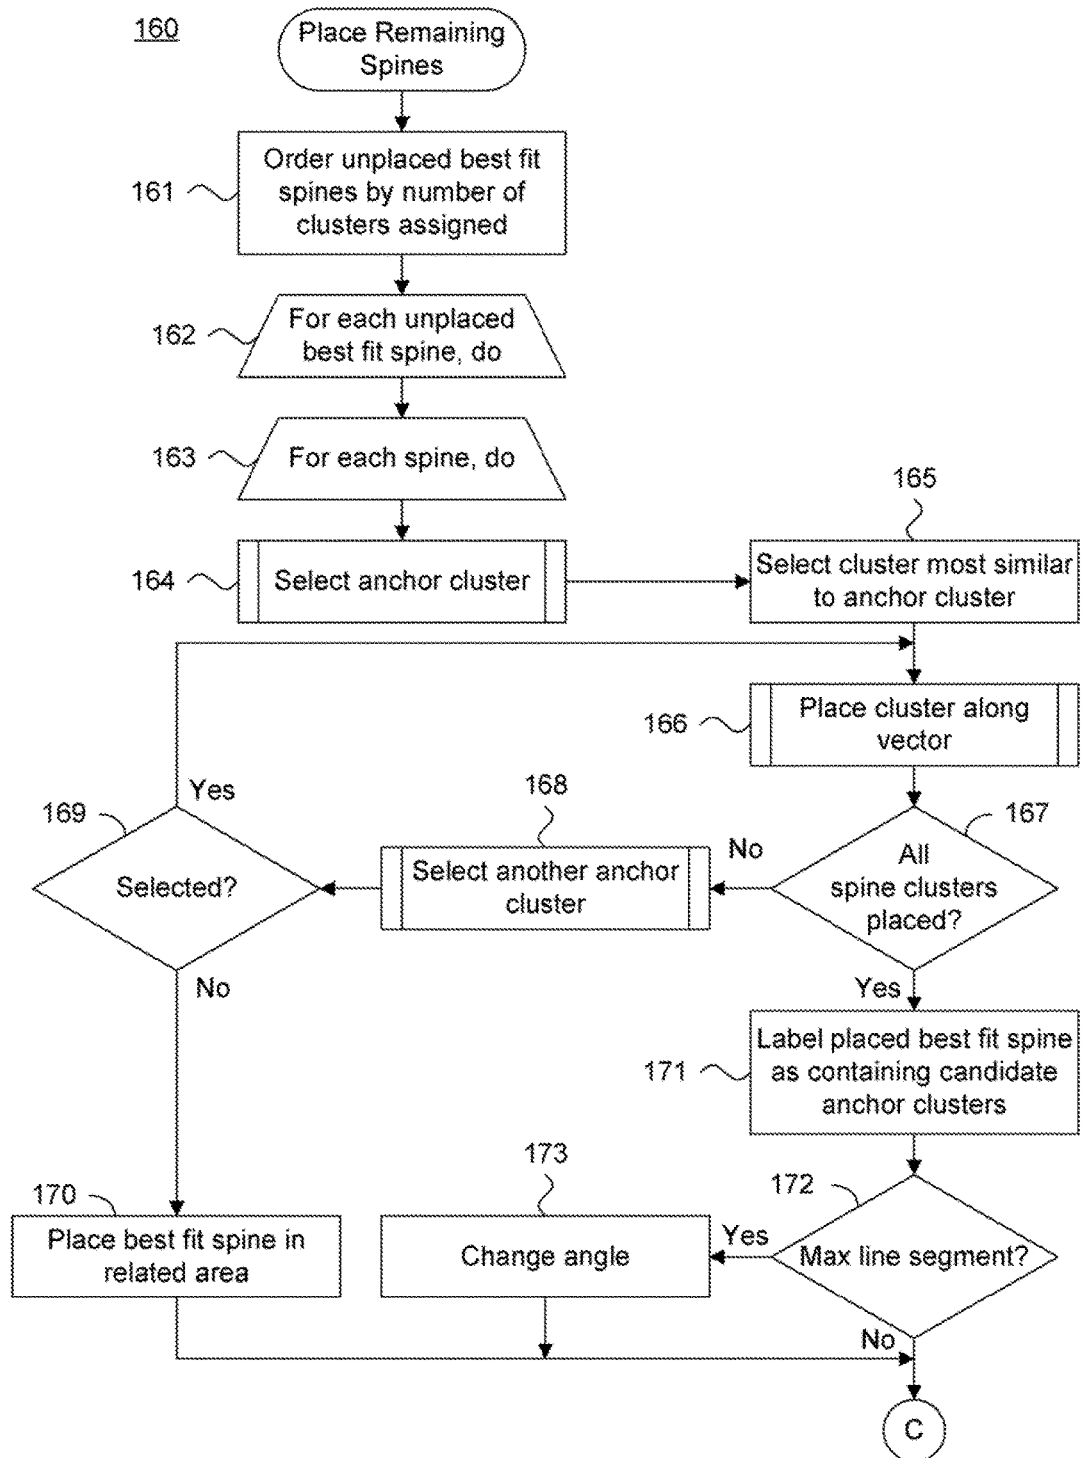 160
Place Remaining
Spines
161
Order unplaced best fit
spines by number of
clusters assigned
162
For each unplaced
best fit spine, do
163
For each spine, do
164
Select anchor cluster
165
Select cluster most similar
to anchor cluster
166
Place cluster along
vector
167
All
spine clusters
placed?
No
168
Select another anchor
cluster
169
Selected?
Yes
No
Yes
171
Label placed best fit spine
as containing candidate
anchor clusters
170
Place best fit spine in
related area
173
Change angle
172
Max line segment?
Yes
No
C